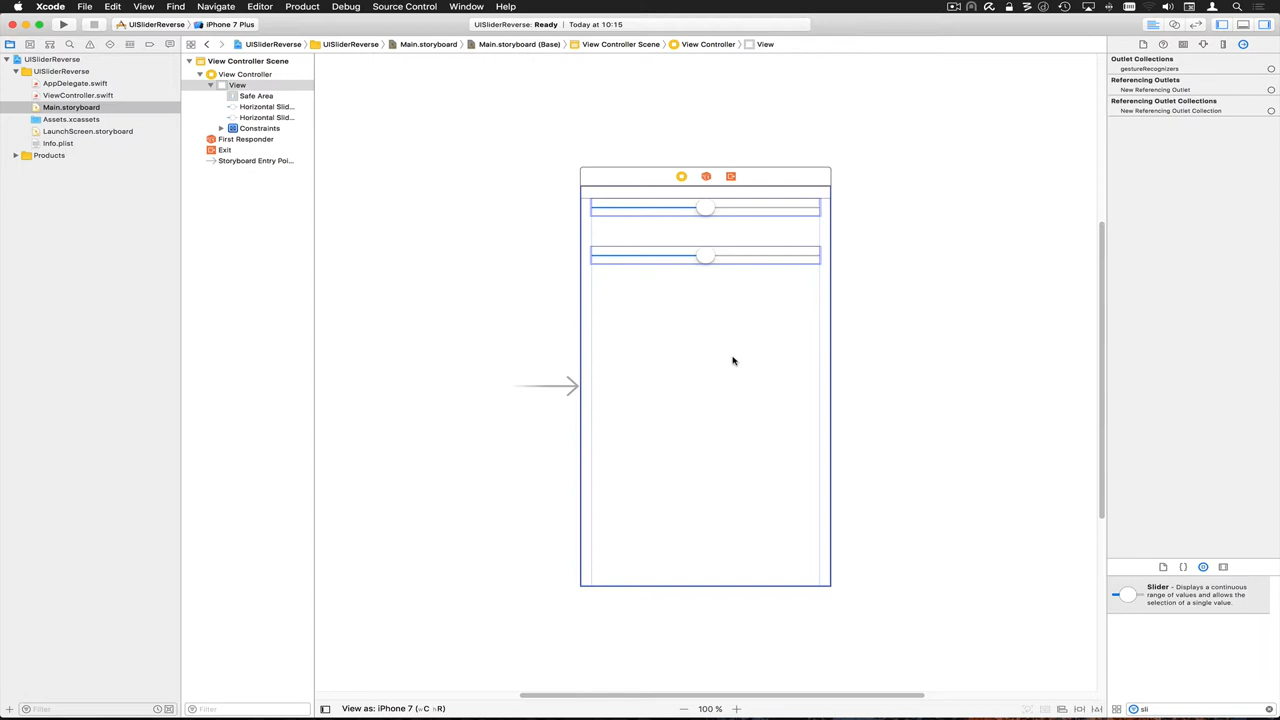 Xcode File Edit View Find Navigate Editor Product Debug Source Control Window Help
UISliderReverse iPhone 7 Plus UISliderReverse: Ready Today at 10:15
UISliderReverse UISliderReverse Main.storyboard Main.storyboard (Base) View Controller Scene View Controller View
UISliderReverse
UISliderReverse
AppDelegate.swift
ViewController.swift
Main.storyboard
Assets.xcassets
LaunchScreen.storyboard
Info.plist
Products
View Controller Scene
View Controller
View
Safe Area
Horizontal Slid...
Horizontal Slid...
Constraints
First Responder
Exit
Storyboard Entry Poi...
Outlet Collections
gestureRecognizers
Referencing Outlets
New Referencing Outlet
Referencing Outlet Collections
New Referencing Outlet Collection
Slider - Displays a continuous
range of values and allows the
selection of a single value.
Filter
Filter
View as: iPhone 7 (wC hR)
100 %
sli